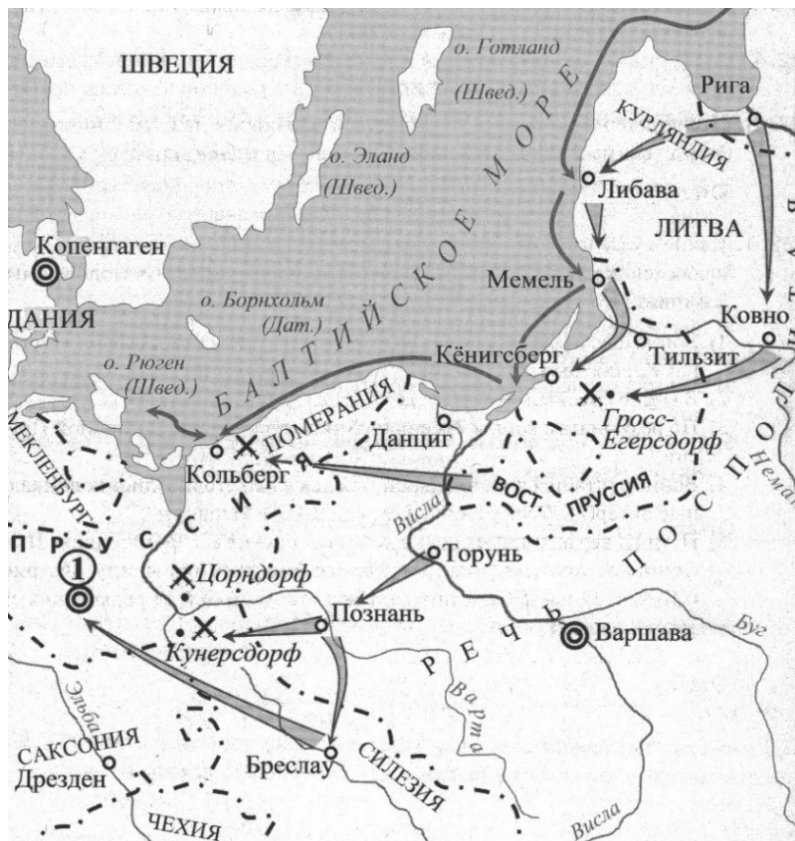 ШВЕЦИЯ
о. Готланд
(Швед.)
Рига
КУРЛЯНДИЯ
о. Эланд
(Швед.)
Либава
ЛИТВА
Копенгаген
БАЛТИЙСКОЕ МОРЕ
Мемель
о. Борнхольм
(Дат.)
ДАНИЯ
Ковно
Кёнигсберг
Тильзит
о. Рюген
(Швед.)
ПОМЕРАНИЯ
Данциг
Гросс-
Егерсдорф
МЕКЛЕНБУРГ
Кольберг
Неман
ВОСТ. ПРУССИЯ
Висла
ПРУССИЯ
1
Цорндорф
Торунь
Познань
Варшава
Буг
Кунерсдорф
РЕЧЬ ПОСПОЛИТАЯ
Варта
Эльба
САКСОНИЯ
Дрезден
Бреслау
СИЛЕЗИЯ
ЧЕХИЯ
Висла